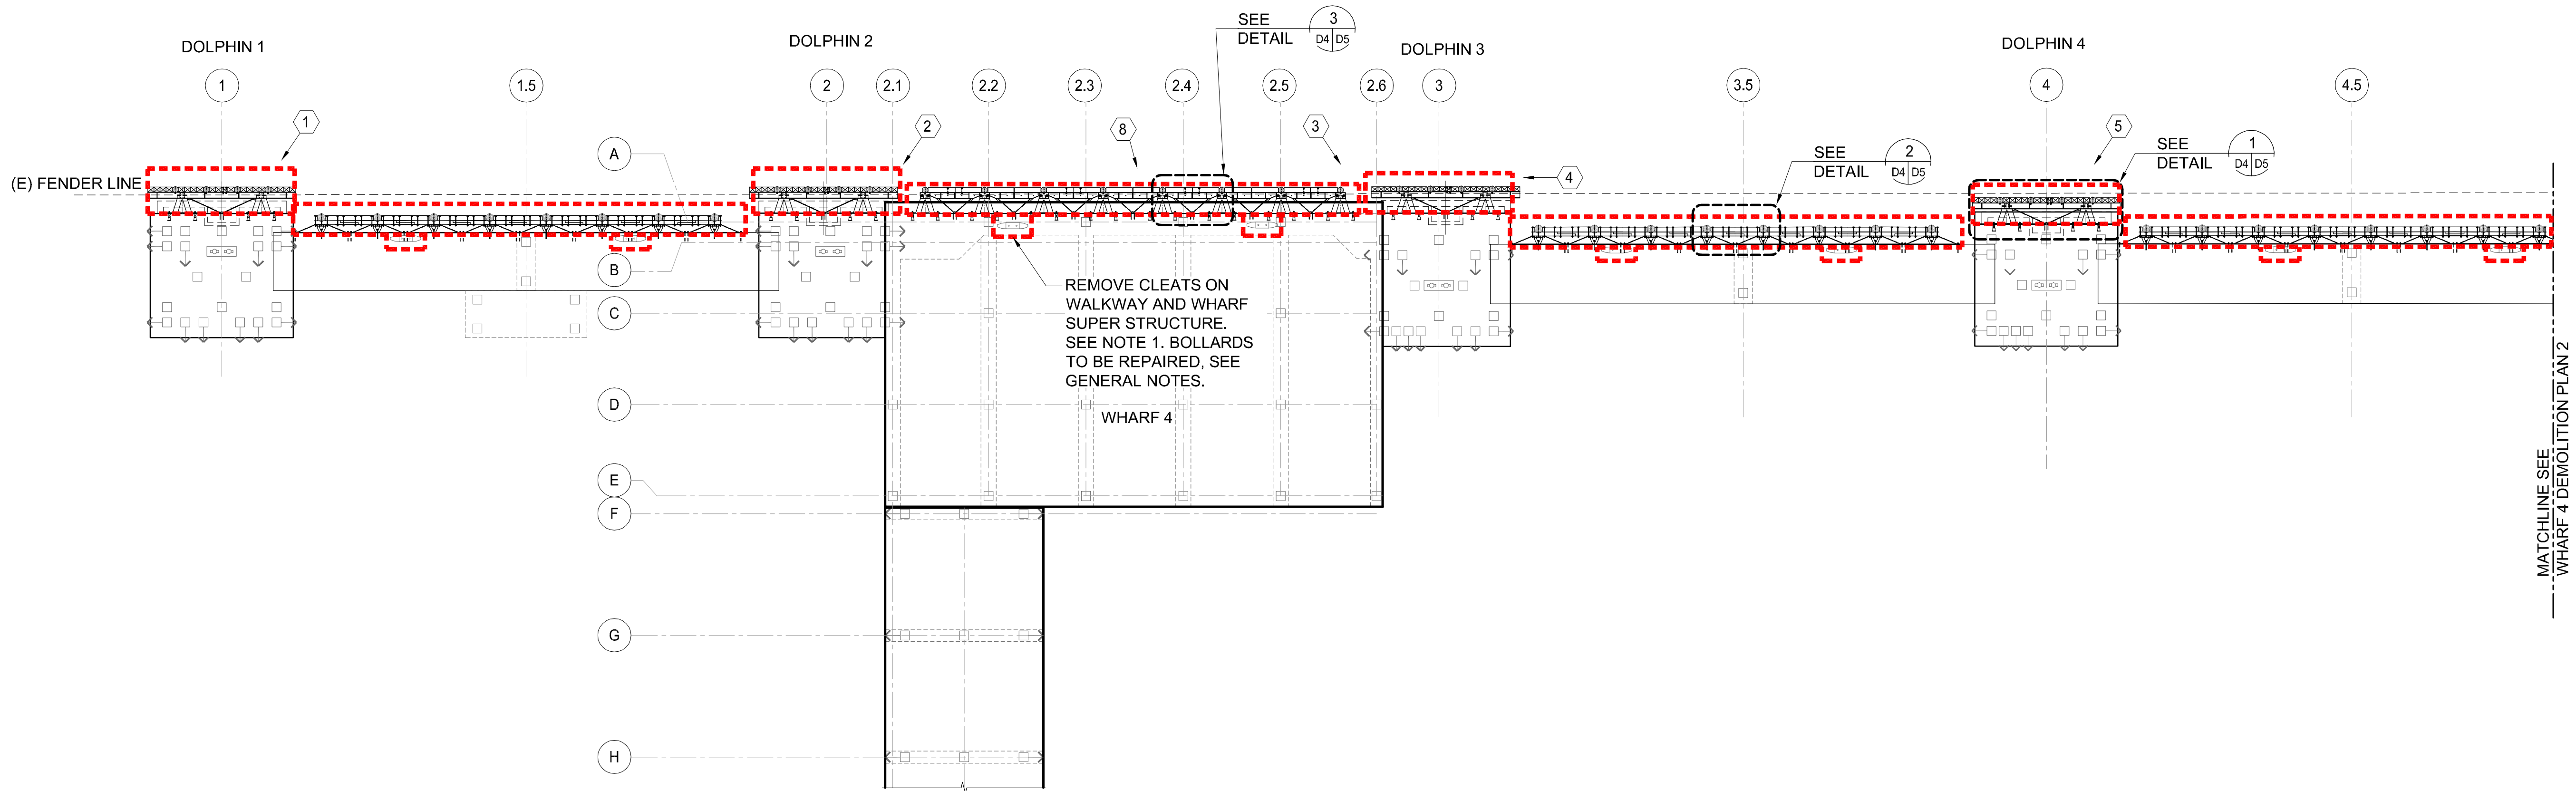 SEE
DETAIL
3
D4 D5
DOLPHIN 1
DOLPHIN 2
DOLPHIN 3
DOLPHIN 4
1
1.5
2
2.1
2.2
2.3
2.4
2.5
2.6
3
3.5
4
4.5
1
2
8
3
4
5
SEE
DETAIL
2
D4 D5
SEE
DETAIL
1
D4 D5
(E) FENDER LINE
A
B
C
D
E
F
G
H
REMOVE CLEATS ON
WALKWAY AND WHARF
SUPER STRUCTURE.
SEE NOTE 1. BOLLARDS
TO BE REPAIRED, SEE
GENERAL NOTES.
WHARF 4
MATCHLINE SEE
WHARF 4 DEMOLITION PLAN 2